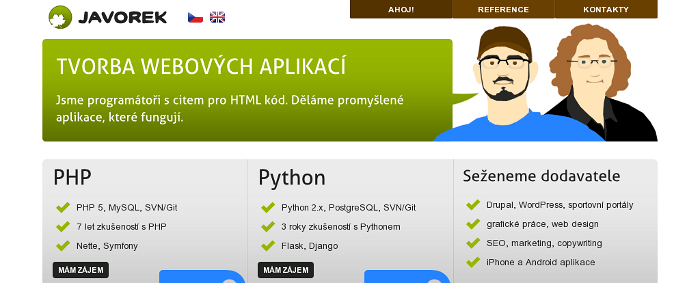 JAVOREK
AHOJ!
REFERENCE
KONTAKTY
TVORBA WEBOVÝCH APLIKACÍ
Jsme programátoři s citem pro HTML kód. Děláme promyšlené
aplikace, které fungují.
PHP
PHP 5, MySQL, SVN/Git
7 let zkušeností s PHP
Nette, Symfony
MÁM ZÁJEM
Python
Python 2.x, PostgreSQL, SVN/Git
3 roky zkušeností s Pythonem
Flask, Django
MÁM ZÁJEM
Seženeme dodavatele
Drupal, WordPress, sportovní portály
grafické práce, web design
SEO, marketing, copywriting
iPhone a Android aplikace